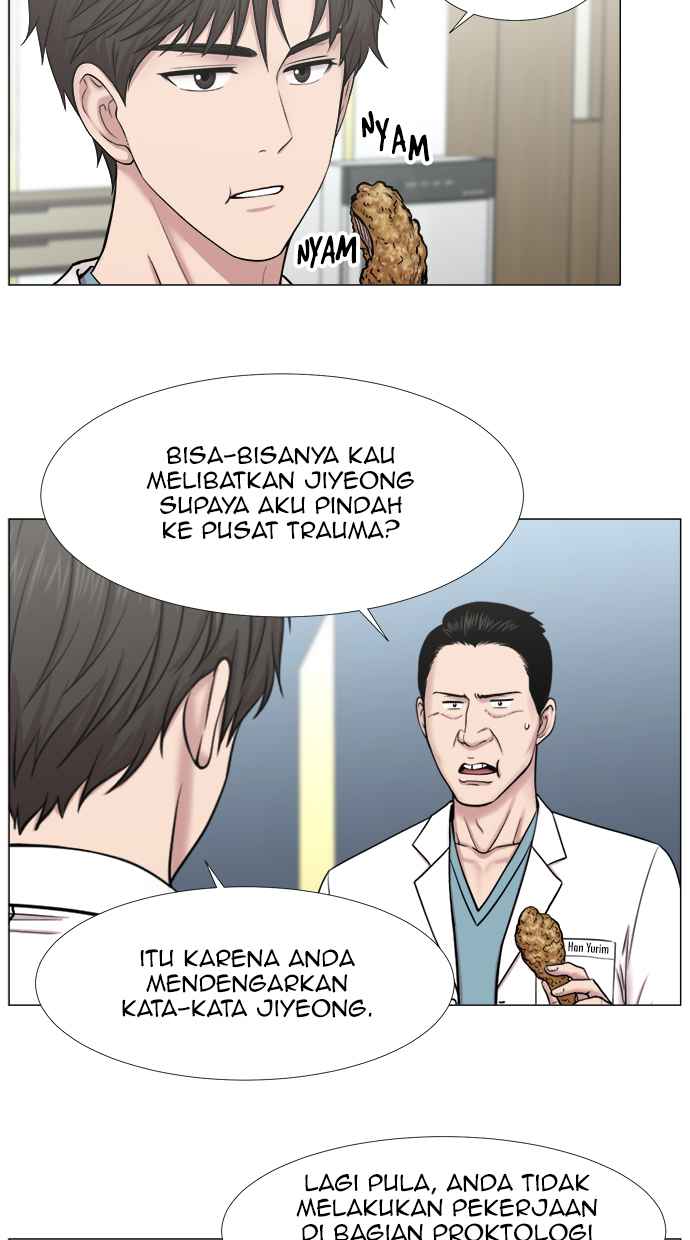 NYAM
NYAM
BISA-BISANYA KAU
MELIBATKAN JIYEONG
SUPAYA AKU PINDAH
KE PUSAT TRAUMA?
Han Yurim
ITU KARENA ANDA
MENDENGARKAN
KATA-KATA JIYEONG.
LAGI PULA, ANDA TIDAK
MELAKUKAN PEKERJAAN
DI BAGIAN PROKTOLOGI